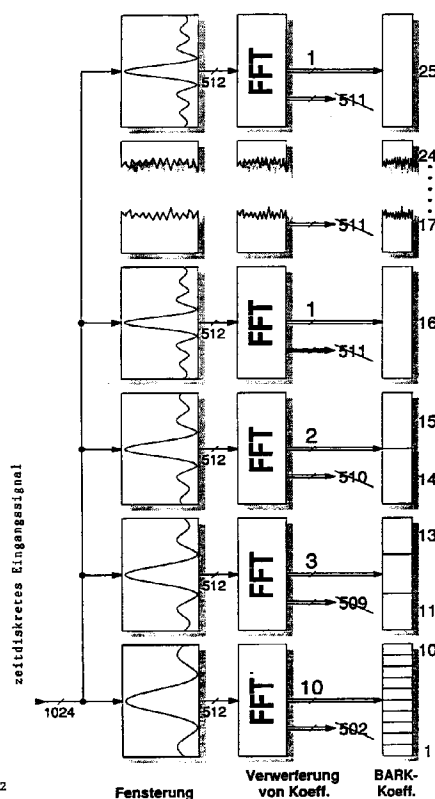 FFT
1
25
512
511
24
17
511
FFT
1
16
512
511
FFT
2
15
512
510
14
FFT
3
13
512
509
11
zeitdiskretes Eingangssignal
FFT
10
10
1024
512
502
1
2
Fensterung
Verwerferung
von Koeff.
BARK-
Koeff.